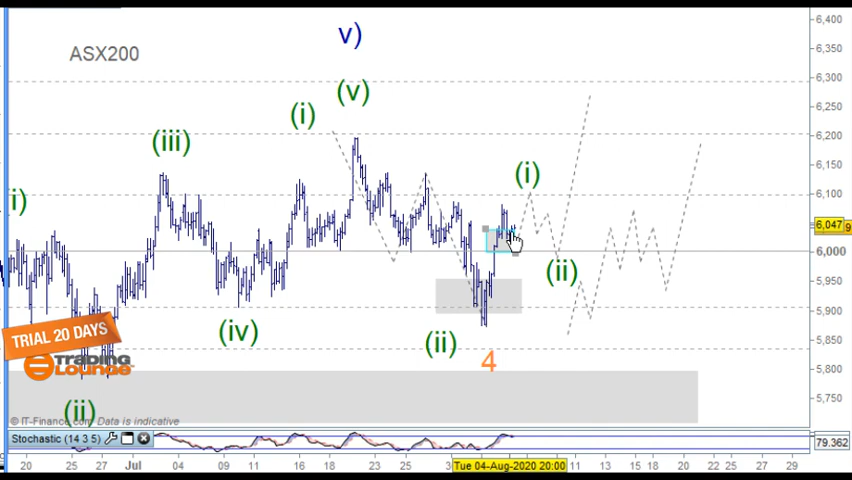 ASX200
v)
(v)
(i)
(iii)
ii)
(i)
(ii)
(iv)
(ii)
4
(ii)
6,400
6,350
6,300
6,250
6,200
6,150
6,100
6,047
6,000
5,950
5,900
5,850
5,800
5,750
TRIAL 20 DAYS
TRADING
LOUNGE
© IT-Finance.com Data is indicative
Stochastic (14 3 5)
79.362
20 25 27 Jul 04 09 11 16 18 23 25 Tue 04-Aug-2020 20:00 11 13 15 18 20 22 25 27 29